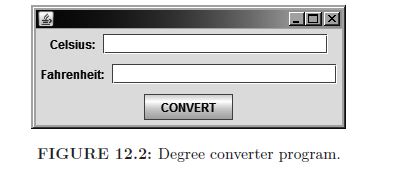 Celsius:
Fahrenheit:
CONVERT
FIGURE 12.2: Degree converter program.